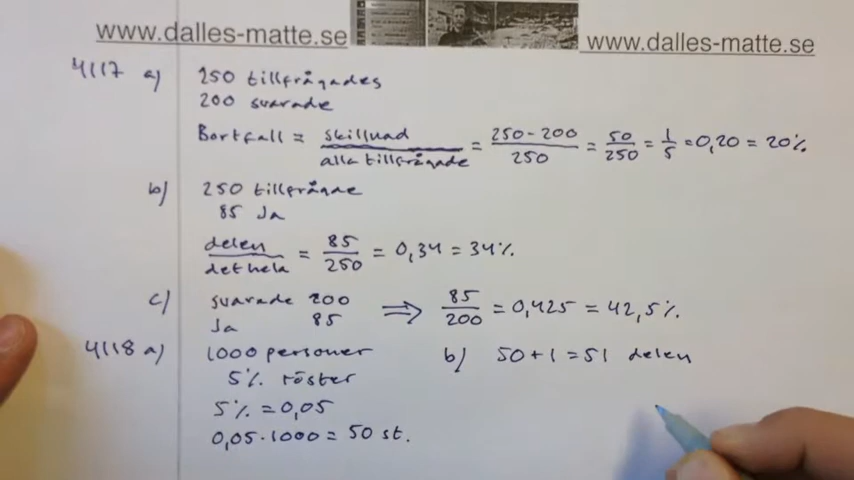 www.dalles-matte.se www.dalles-matte.se
4117 a) 250 tillfrågades
200 svarade
Bortfall = skillnad / alla tillfrågade = 250-200 / 250 = 50 / 250 = 1 / 5 = 0,20 = 20%
b) 250 tillfrågade
85 Ja
delen / det hela = 85 / 250 = 0,34 = 34%
c) svarade 200
Ja 85 ⇒ 85 / 200 = 0,425 = 42,5%
4118 a) 1000 personer b) 50+1=51 delen
5% röster
5% = 0,05
0,05·1000 = 50 st.